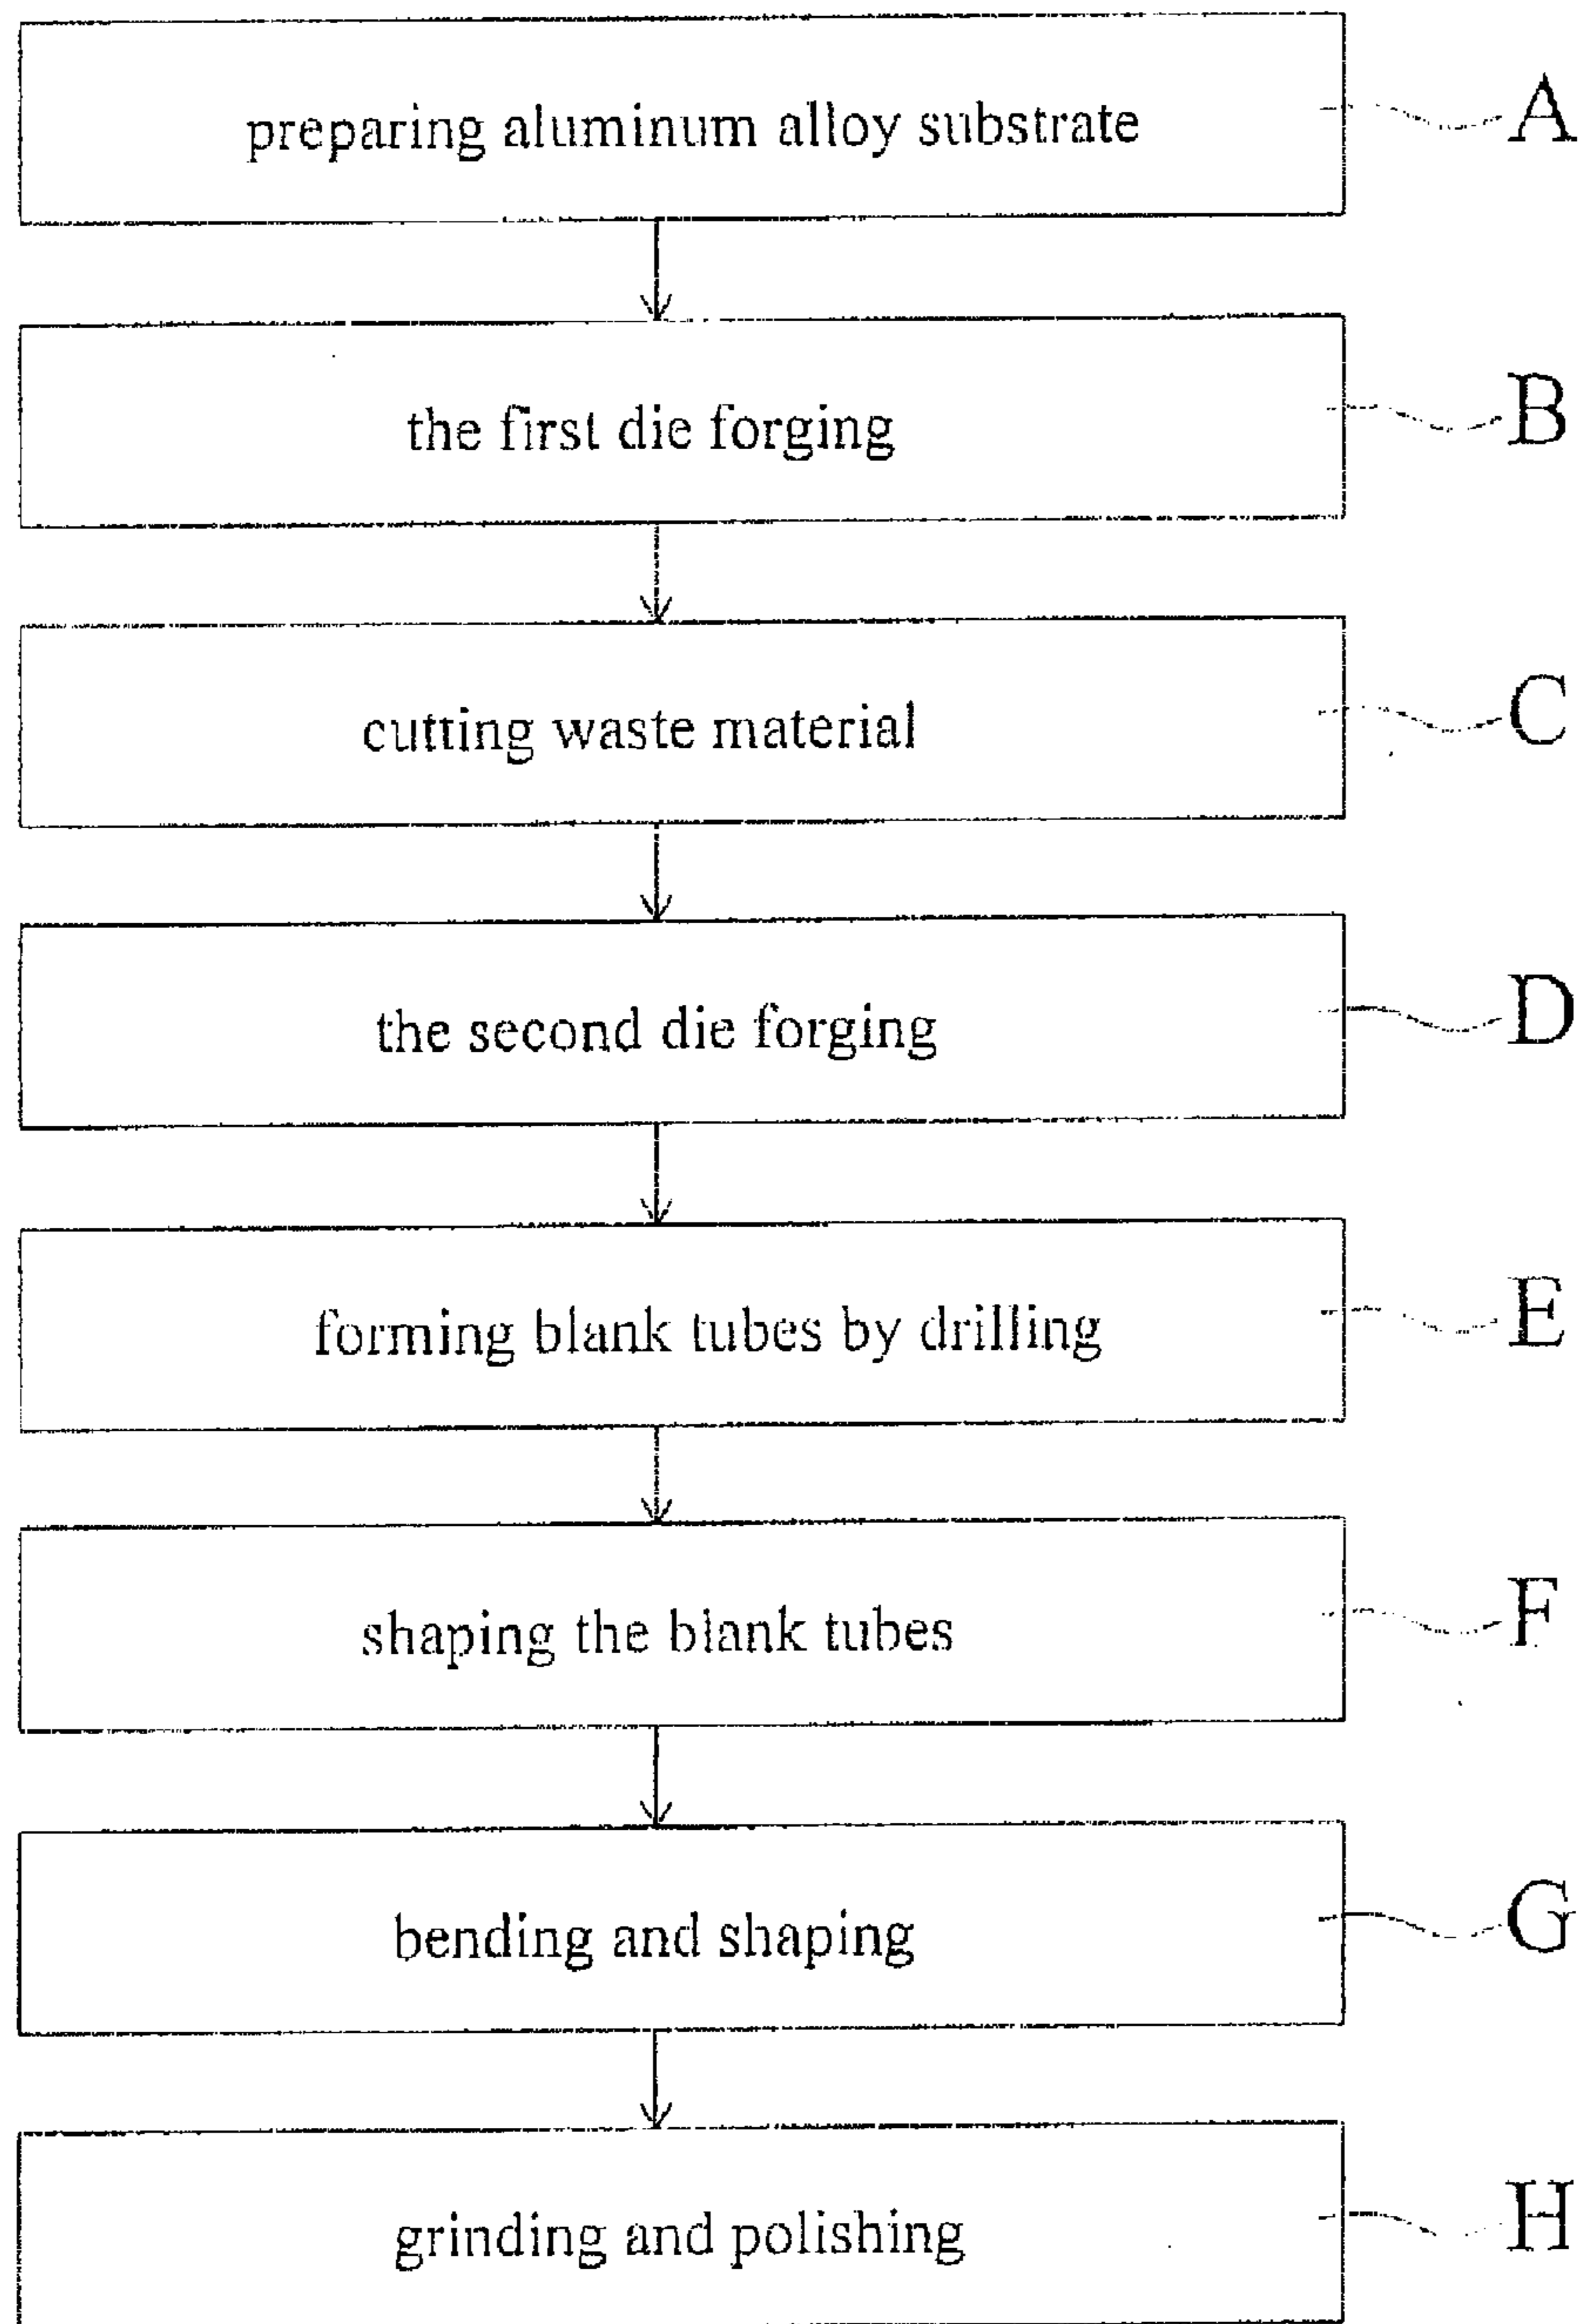 preparing aluminum alloy substrate A
the first die forging B
cutting waste material C
the second die forging D
forming blank tubes by drilling E
shaping the blank tubes F
bending and shaping G
grinding and polishing H